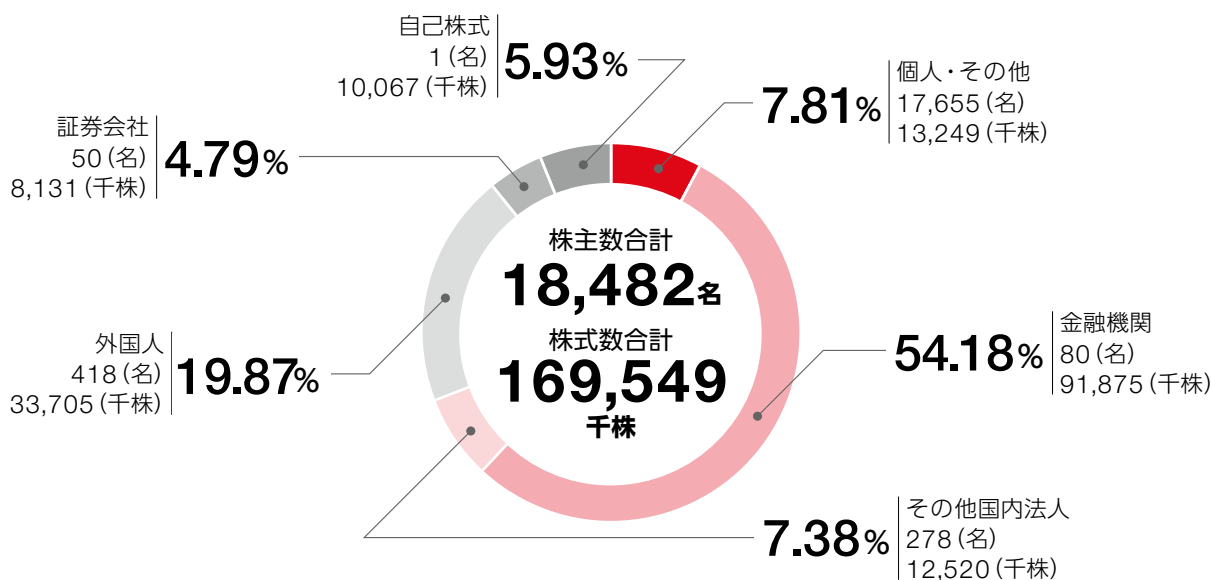 自己株式
1(名)
10,067(千株)
5.93%
個人・その他
17,655(名)
13,249(千株)
7.81%
証券会社
50(名)
8,131(千株)
4.79%
株主数合計
18,482名
株式数合計
169,549
千株
外国人
418(名)
33,705(千株)
19.87%
金融機関
80(名)
91,875(千株)
54.18%
その他国内法人
278(名)
12,520(千株)
7.38%